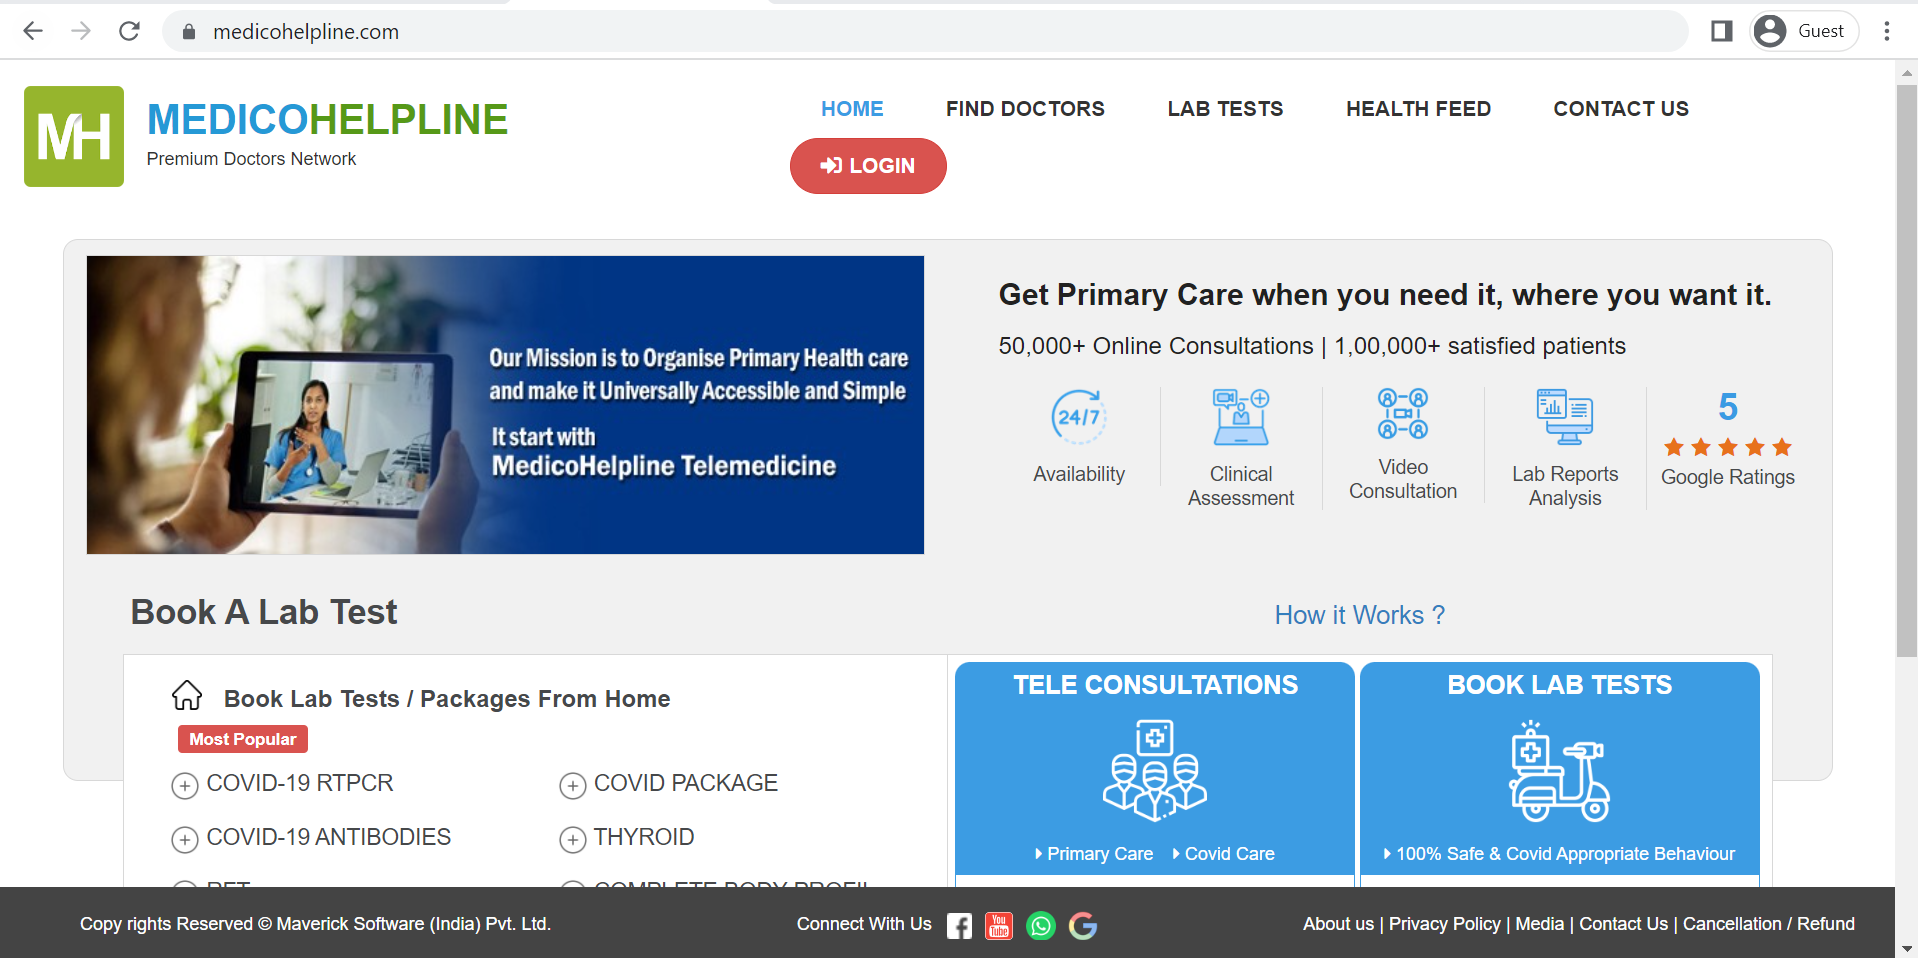 medicohelpline.com
Guest
MH
MEDICOHELPLINE
Premium Doctors Network
HOME
FIND DOCTORS
LAB TESTS
HEALTH FEED
CONTACT US
LOGIN
Our Mission is to Organise Primary Health care
and make it Universally Accessible and Simple
It start with
MedicoHelpline Telemedicine
Get Primary Care when you need it, where you want it.
50,000+ Online Consultations | 1,00,000+ satisfied patients
24/7
Availability
Clinical
Assessment
Video
Consultation
Lab Reports
Analysis
5
Google Ratings
Book A Lab Test
How it Works ?
Book Lab Tests / Packages From Home
Most Popular
COVID-19 RTPCR
COVID PACKAGE
COVID-19 ANTIBODIES
THYROID
TELE CONSULTATIONS
Primary Care
Covid Care
BOOK LAB TESTS
100% Safe & Covid Appropriate Behaviour
Copy rights Reserved © Maverick Software (India) Pvt. Ltd.
Connect With Us
You
Tube
About us | Privacy Policy | Media | Contact Us | Cancellation / Refund